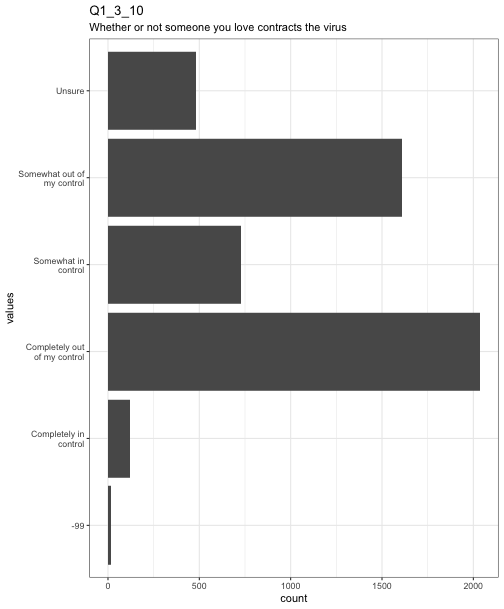 Q1_3_10
Whether or not someone you love contracts the virus
Unsure
Somewhat out of
my control
Somewhat in
control
Completely out
of my control
Completely in
control
-99
values
0 500 1000 1500 2000
count